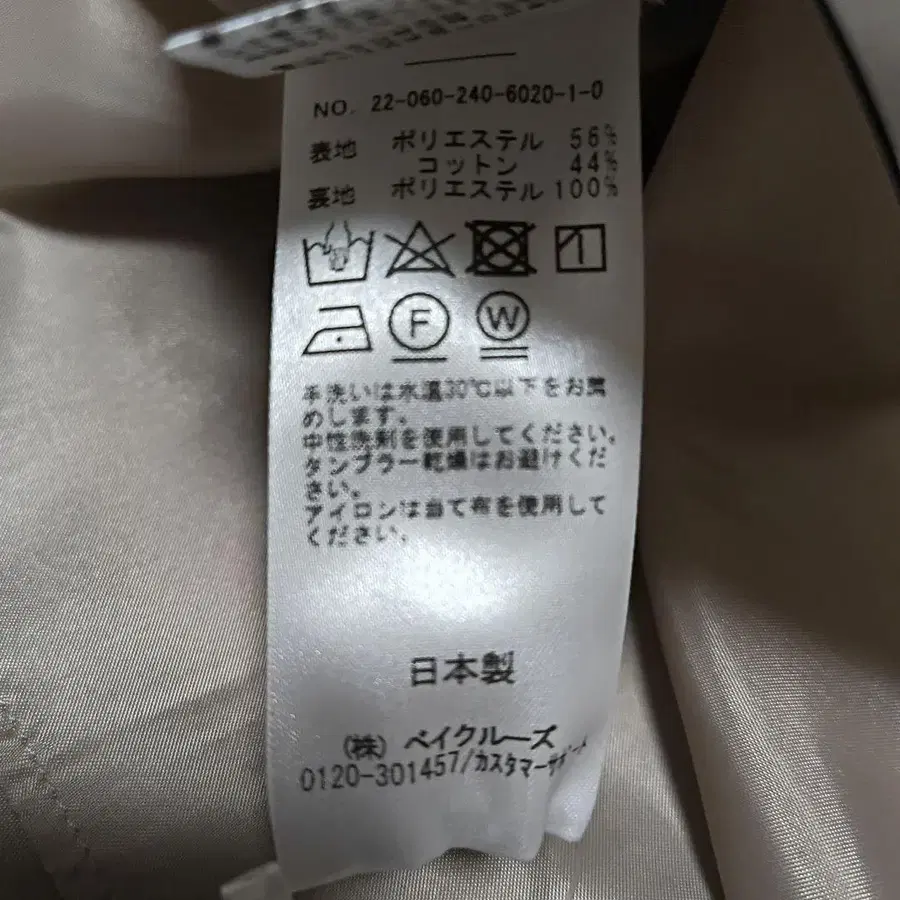 NO. 22-060-240-6020-1-0
表地 ポリエステル 56%
コットン 44%
裏地 ポリエステル 100%
F W
手洗いは水温30℃以下をお薦
めします。
中性洗剤を使用してください。
タンブラー乾燥はお避けくだ
さい。
アイロンは当て布を使用して
ください。
日本製
(株) ベイクルーズ
0120-301457/カスタマーサポート